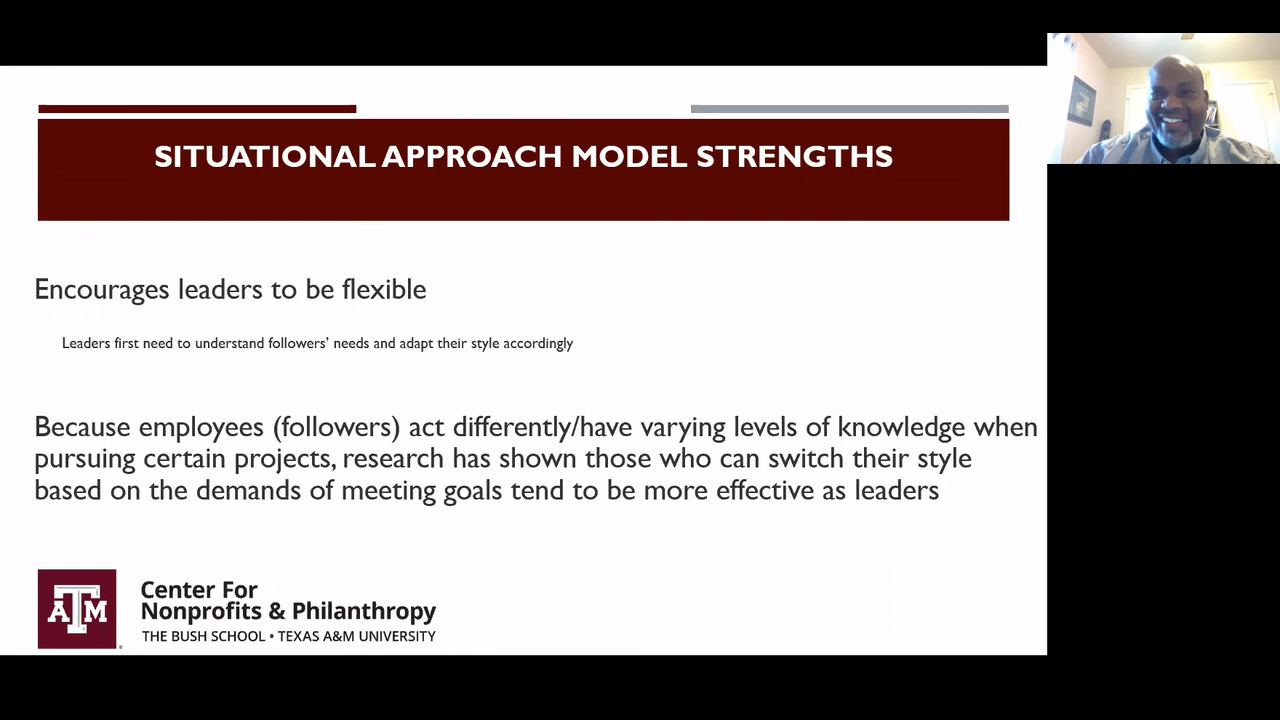 SITUATIONAL APPROACH MODEL STRENGTHS
Encourages leaders to be flexible
Leaders first need to understand followers’ needs and adapt their style accordingly
Because employees (followers) act differently/have varying levels of knowledge when
pursuing certain projects, research has shown those who can switch their style
based on the demands of meeting goals tend to be more effective as leaders
ATM
Center For
Nonprofits & Philanthropy
THE BUSH SCHOOL • TEXAS A&M UNIVERSITY